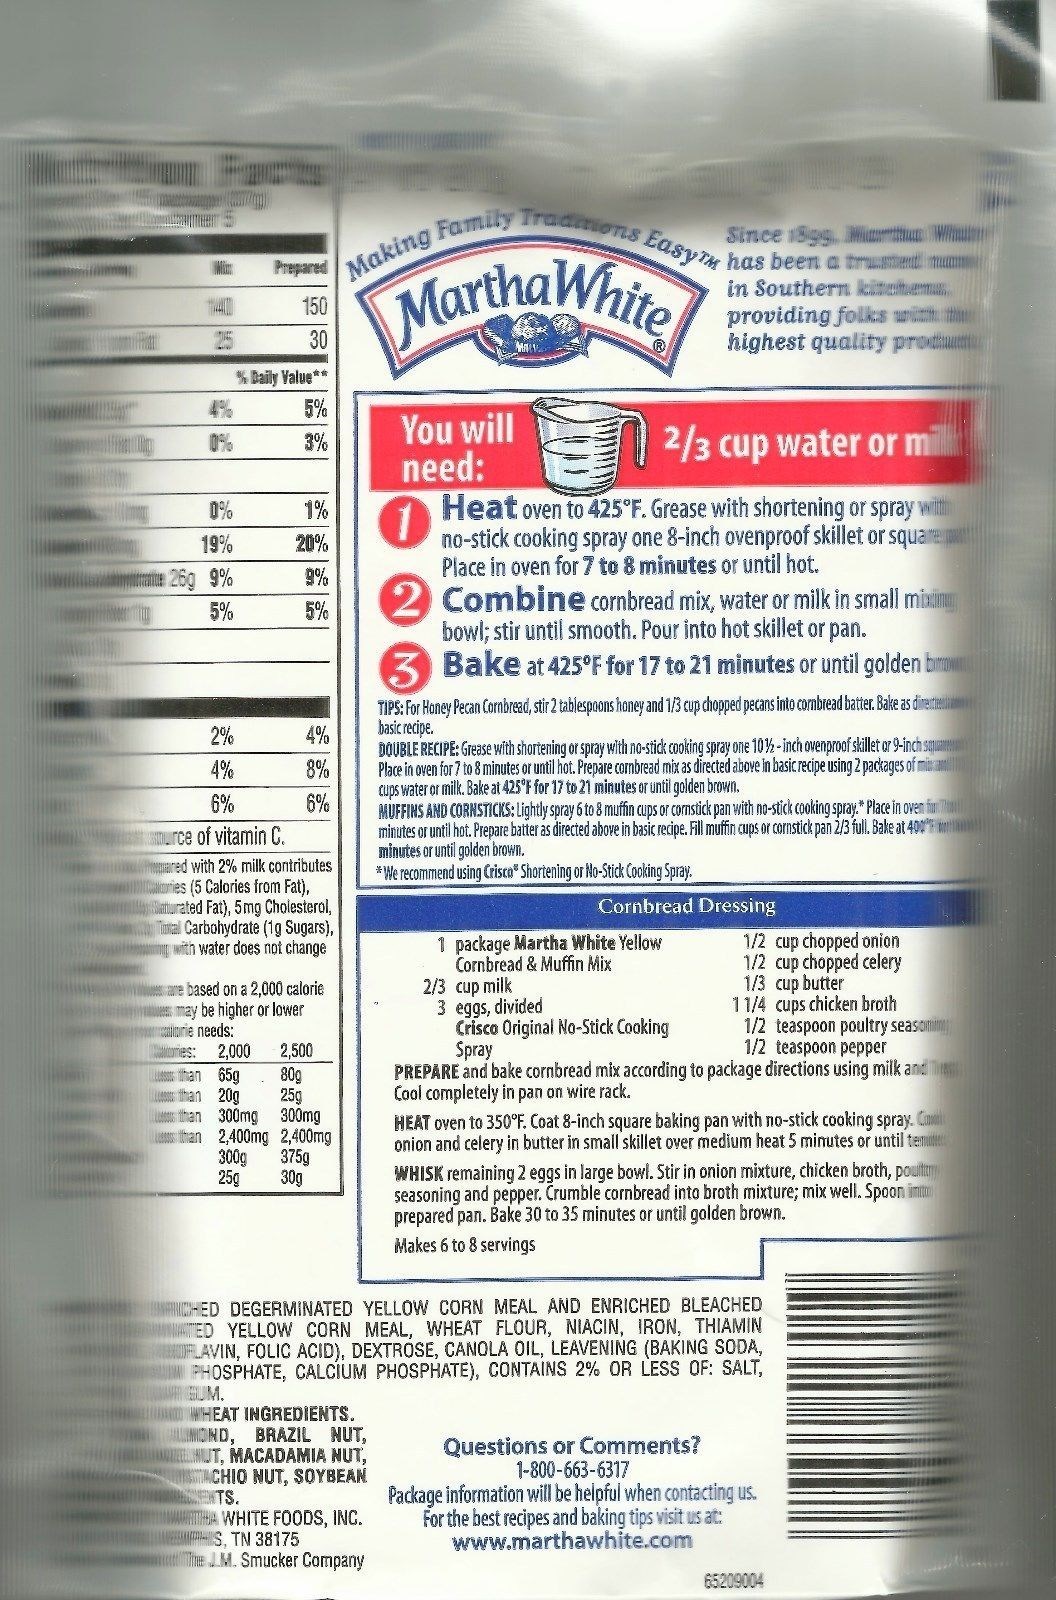 Facts
5
Mix Prepared
140 150
25 30
% Daily Value**
4% 5%
0% 3%
0% 1%
19% 20%
26g 9% 9%
1g 5% 5%
2% 4%
4% 8%
6% 6%
of vitamin C.
with 2% milk contributes
(5 Calories from Fat),
Fat), 5mg Cholesterol,
Carbohydrate (1g Sugars),
with water does not change
are based on a 2,000 calorie
may be higher or lower
needs:
2,000 2,500
than 65g 80g
than 20g 25g
than 300mg 300mg
than 2,400mg 2,400mg
300g 375g
25g 30g
Making Family Traditions Easy™
Martha White®
Since 1899, Martha White
has been a trusted
in Southern kitchens,
providing folks with the
highest quality
You will
need:
2/3 cup water or milk
1 Heat oven to 425°F. Grease with shortening or spray with
no-stick cooking spray one 8-inch ovenproof skillet or square
Place in oven for 7 to 8 minutes or until hot.
2 Combine cornbread mix, water or milk in small mixing
bowl; stir until smooth. Pour into hot skillet or pan.
3 Bake at 425°F for 17 to 21 minutes or until golden
TIPS: For Honey Pecan Cornbread, stir 2 tablespoons honey and 1/3 cup chopped pecans into cornbread batter. Bake as directed
basic recipe.
DOUBLE RECIPE: Grease with shortening or spray with no-stick cooking spray one 10½-inch ovenproof skillet or 9-inch square
Place in oven for 7 to 8 minutes or until hot. Prepare cornbread mix as directed above in basic recipe using 2 packages of mix
cups water or milk. Bake at 425°F for 17 to 21 minutes or until golden brown.
MUFFINS AND CORNSTICKS: Lightly spray 6 to 8 muffin cups or cornstick pan with no-stick cooking spray.* Place in oven for
minutes or until hot. Prepare batter as directed above in basic recipe. Fill muffin cups or cornstick pan 2/3 full. Bake at
minutes or until golden brown.
*We recommend using Crisco® Shortening or No-Stick Cooking Spray.
Cornbread Dressing
1 package Martha White Yellow
Cornbread & Muffin Mix
2/3 cup milk
3 eggs, divided
Crisco Original No-Stick Cooking
Spray
1/2 cup chopped onion
1/2 cup chopped celery
1/3 cup butter
1 1/4 cups chicken broth
1/2 teaspoon poultry seasoning
1/2 teaspoon pepper
PREPARE and bake cornbread mix according to package directions using milk and
Cool completely in pan on wire rack.
HEAT oven to 350°F. Coat 8-inch square baking pan with no-stick cooking spray.
onion and celery in butter in small skillet over medium heat 5 minutes or until
WHISK remaining 2 eggs in large bowl. Stir in onion mixture, chicken broth, poultry
seasoning and pepper. Crumble cornbread into broth mixture; mix well. Spoon into
prepared pan. Bake 30 to 35 minutes or until golden brown.
Makes 6 to 8 servings
DEGERMINATED YELLOW CORN MEAL AND ENRICHED BLEACHED
YELLOW CORN MEAL, WHEAT FLOUR, NIACIN, IRON, THIAMIN
FOLIC ACID), DEXTROSE, CANOLA OIL, LEAVENING (BAKING SODA,
PHOSPHATE, CALCIUM PHOSPHATE), CONTAINS 2% OR LESS OF: SALT,
GUM.
WHEAT INGREDIENTS.
BRAZIL NUT,
MACADAMIA NUT,
NUT, SOYBEAN
WHITE FOODS, INC.
TN 38175
The J.M. Smucker Company
Questions or Comments?
1-800-663-6317
Package information will be helpful when contacting us.
For the best recipes and baking tips visit us at:
www.marthawhite.com
65209004